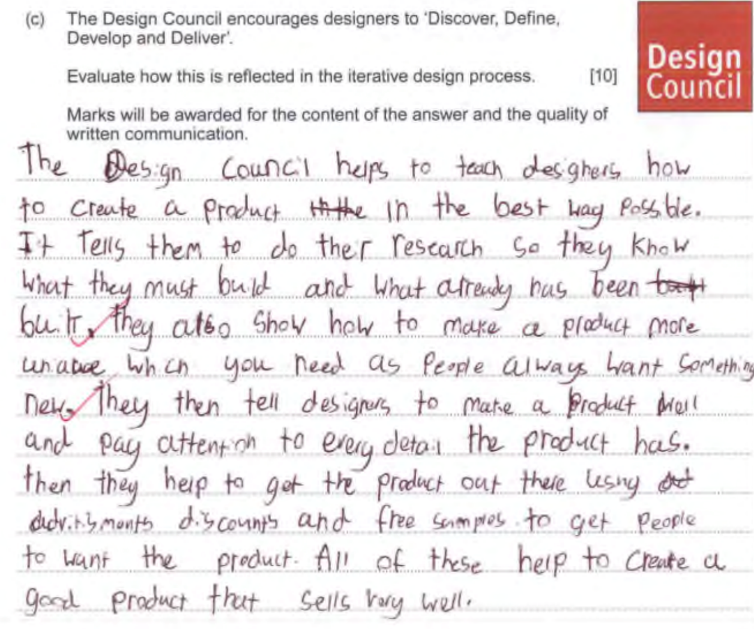 (c) The Design Council encourages designers to 'Discover, Define,
Develop and Deliver'.
Evaluate how this is reflected in the iterative design process. [10]
Marks will be awarded for the content of the answer and the quality of
written communication.
Design
Council
The Design Council helps to teach designers how
to create a product in the best way possible.
It tells them to do their research so they know
what they must build and what already has been
built, they also show how to make a product more
unique which you need as people always want something
new. They then tell designers to make a product well
and pay attention to every detail the product has.
then they help to get the product out there using
advritisments discounts and free samples to get people
to want the product. All of these help to create a
good product that sells very well.